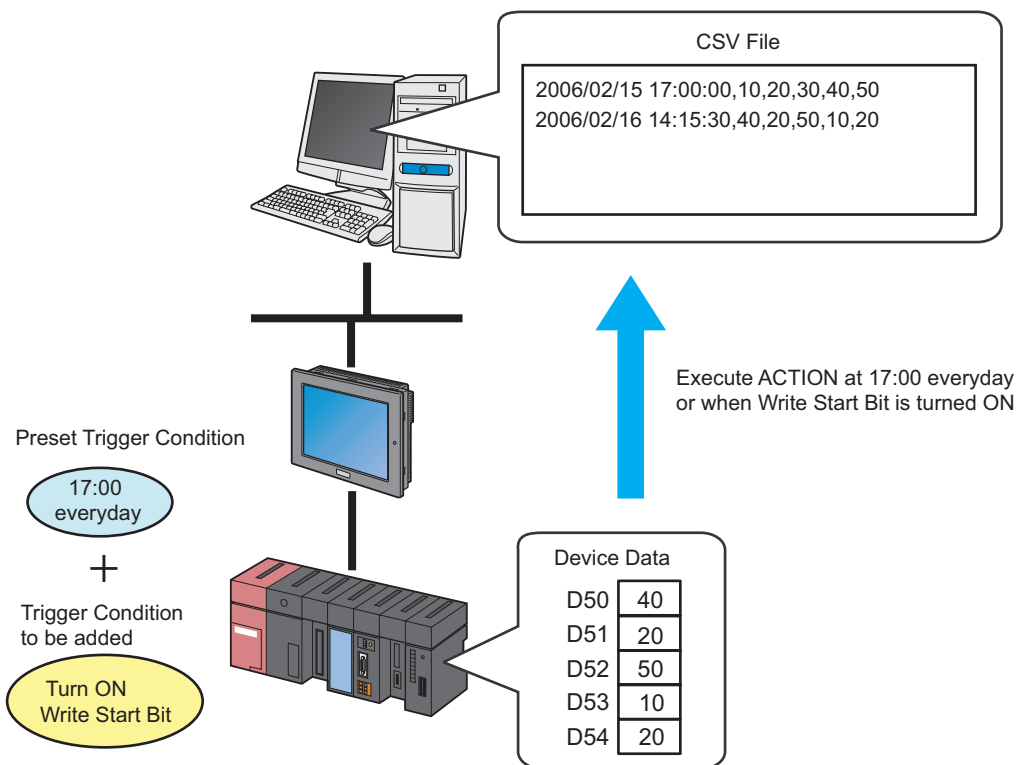 CSV File
2006/02/15 17:00:00,10,20,30,40,50
2006/02/16 14:15:30,40,20,50,10,20
Execute ACTION at 17:00 everyday
or when Write Start Bit is turned ON
Preset Trigger Condition
17:00
everyday
+
Trigger Condition
to be added
Turn ON
Write Start Bit
Device Data
D50 40
D51 20
D52 50
D53 10
D54 20